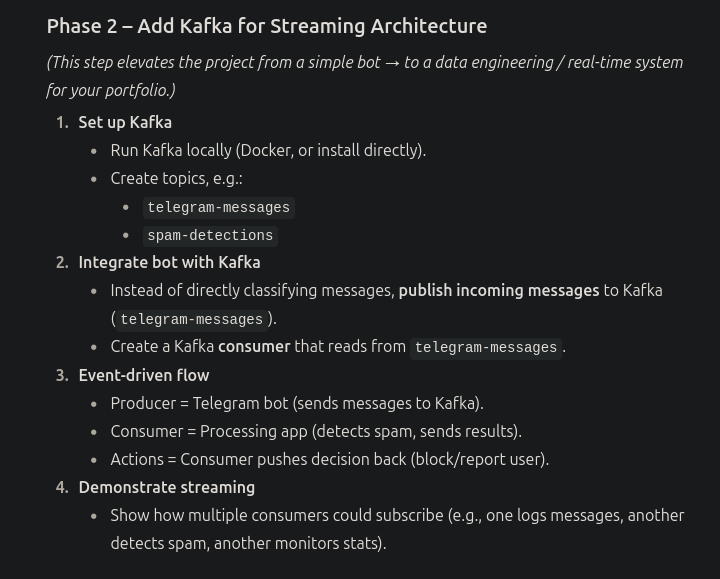 Phase 2 – Add Kafka for Streaming Architecture
(This step elevates the project from a simple bot → to a data engineering / real-time system
for your portfolio.)
1. Set up Kafka
• Run Kafka locally (Docker, or install directly).
• Create topics, e.g.:
• telegram-messages
• spam-detections
2. Integrate bot with Kafka
• Instead of directly classifying messages, publish incoming messages to Kafka
( telegram-messages ).
• Create a Kafka consumer that reads from telegram-messages .
3. Event-driven flow
• Producer = Telegram bot (sends messages to Kafka).
• Consumer = Processing app (detects spam, sends results).
• Actions = Consumer pushes decision back (block/report user).
4. Demonstrate streaming
• Show how multiple consumers could subscribe (e.g., one logs messages, another
detects spam, another monitors stats).